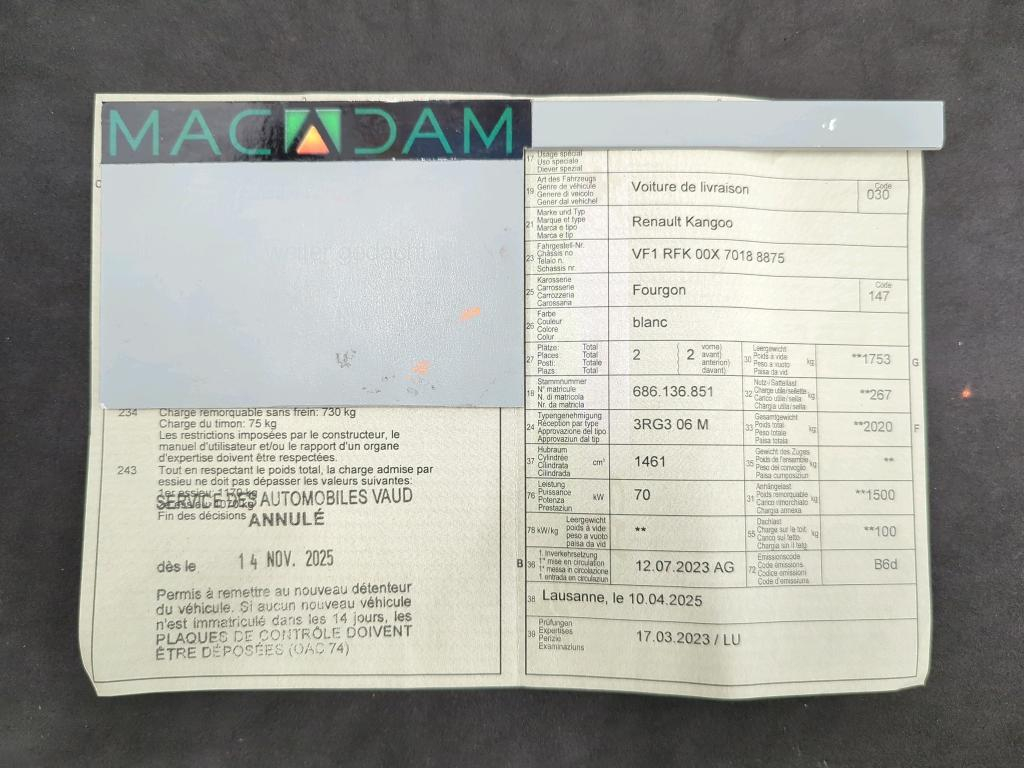 MACADAM
17 Usage spécial
Uso speciale
Diever spezial
19 Art des Fahrzeugs
Genre de véhicule
Genere di veicolo
Gener dal vehichel
Voiture de livraison
Code
030
21 Marke und Typ
Marque et type
Marca e tipo
Marca e tip
Renault Kangoo
23 Fahrgestell-Nr.
Châssis no
Telaio n.
Schassis nr.
VF1 RFK 00X 7018 8875
25 Karosserie
Carrosserie
Carrozzeria
Carossaria
Fourgon
Code
147
26 Farbe
Couleur
Colore
Colur
blanc
27 Plätze: Total
Places: Total
Posti: Totale
Plazs: Total
2
2 vorne)
avant)
anteriori)
davant)
30 Leergewicht
Poids à vide
Peso a vuoto
Paisa da vid
kg
**1753
G
18 Stammnummer
N° matricule
N. di matricola
Nr. da matricla
686.136.851
32 Nutz-/Sattellast
Charge utile/sellette
Carico utile/sella
Chargia utila/sella
kg
**267
24 Typengenehmigung
Réception par type
Approvazione del tipo
Approvaziun dal tip
3RG3 06 M
33 Gesamtgewicht
Poids total
Peso totale
Paisa totala
kg
**2020
F
37 Hubraum
Cylindrée
Cilindrata
Cilindrada
cm³
1461
35 Gewicht des Zuges
Poids de l'ensemble
Peso del convoglio
Paisa cumposiziun
kg
**
76 Leistung
Puissance
Potenza
Prestaziun
kW
70
31 Anhängelast
Poids remorquable
Carico rimorchiato
Chargia annexa
kg
**1500
78 kW/kg
Leergewicht
poids à vide
peso a vuoto
paisa da vid
**
55 Dachlast
Charge sur le toit
Carico sul tetto
Chargia sin il tetg
kg
**100
B 36 1. Inverkehrsetzung
1re mise en circulation
1a messa in circolazione
1. entrada en circulaziun
12.07.2023 AG
72 Emissionscode
Code émissions
Codice emissioni
Code d'emissiuns
B6d
38 Lausanne, le 10.04.2025
39 Prüfungen
Expertises
Perizie
Examinaziuns
17.03.2023 / LU
234 Charge remorquable sans frein: 730 kg
Charge du timon: 75 kg
Les restrictions imposées par le constructeur, le
manuel d'utilisateur et/ou le rapport d'un organe
d'expertise doivent être respectées.
243 Tout en respectant le poids total, la charge admise par
essieu ne doit pas dépasser les valeurs suivantes:
1er essieu: 1170 kg
SERVICE DES AUTOMOBILES VAUD
Fin des décisions
ANNULÉ
dès le 14 NOV. 2025
Permis à remettre au nouveau détenteur
du véhicule. Si aucun nouveau véhicule
n'est immatriculé dans les 14 jours, les
PLAQUES DE CONTRÔLE DOIVENT
ÊTRE DÉPOSÉES (OAC 74)